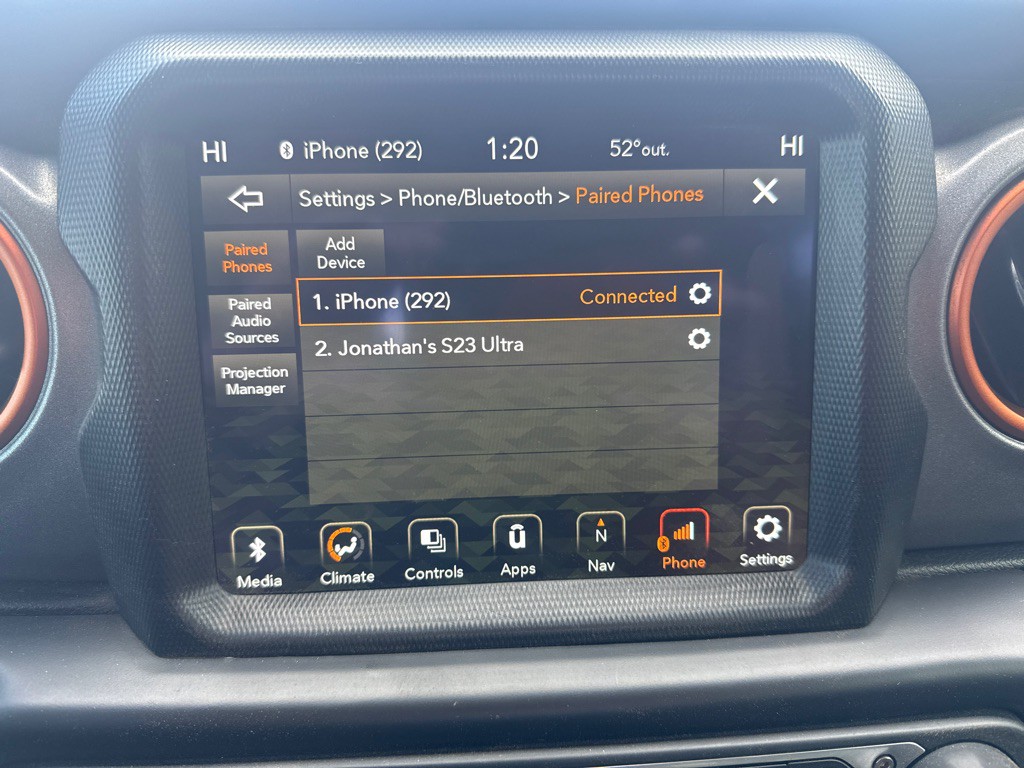 HI iPhone (292) 1:20 52°out. HI
Settings > Phone/Bluetooth > Paired Phones
Paired
Phones
Add
Device
1. iPhone (292) Connected
Paired
Audio
Sources
2. Jonathan's S23 Ultra
Projection
Manager
Media
Climate
Controls
u
Apps
N
Nav
Phone
Settings